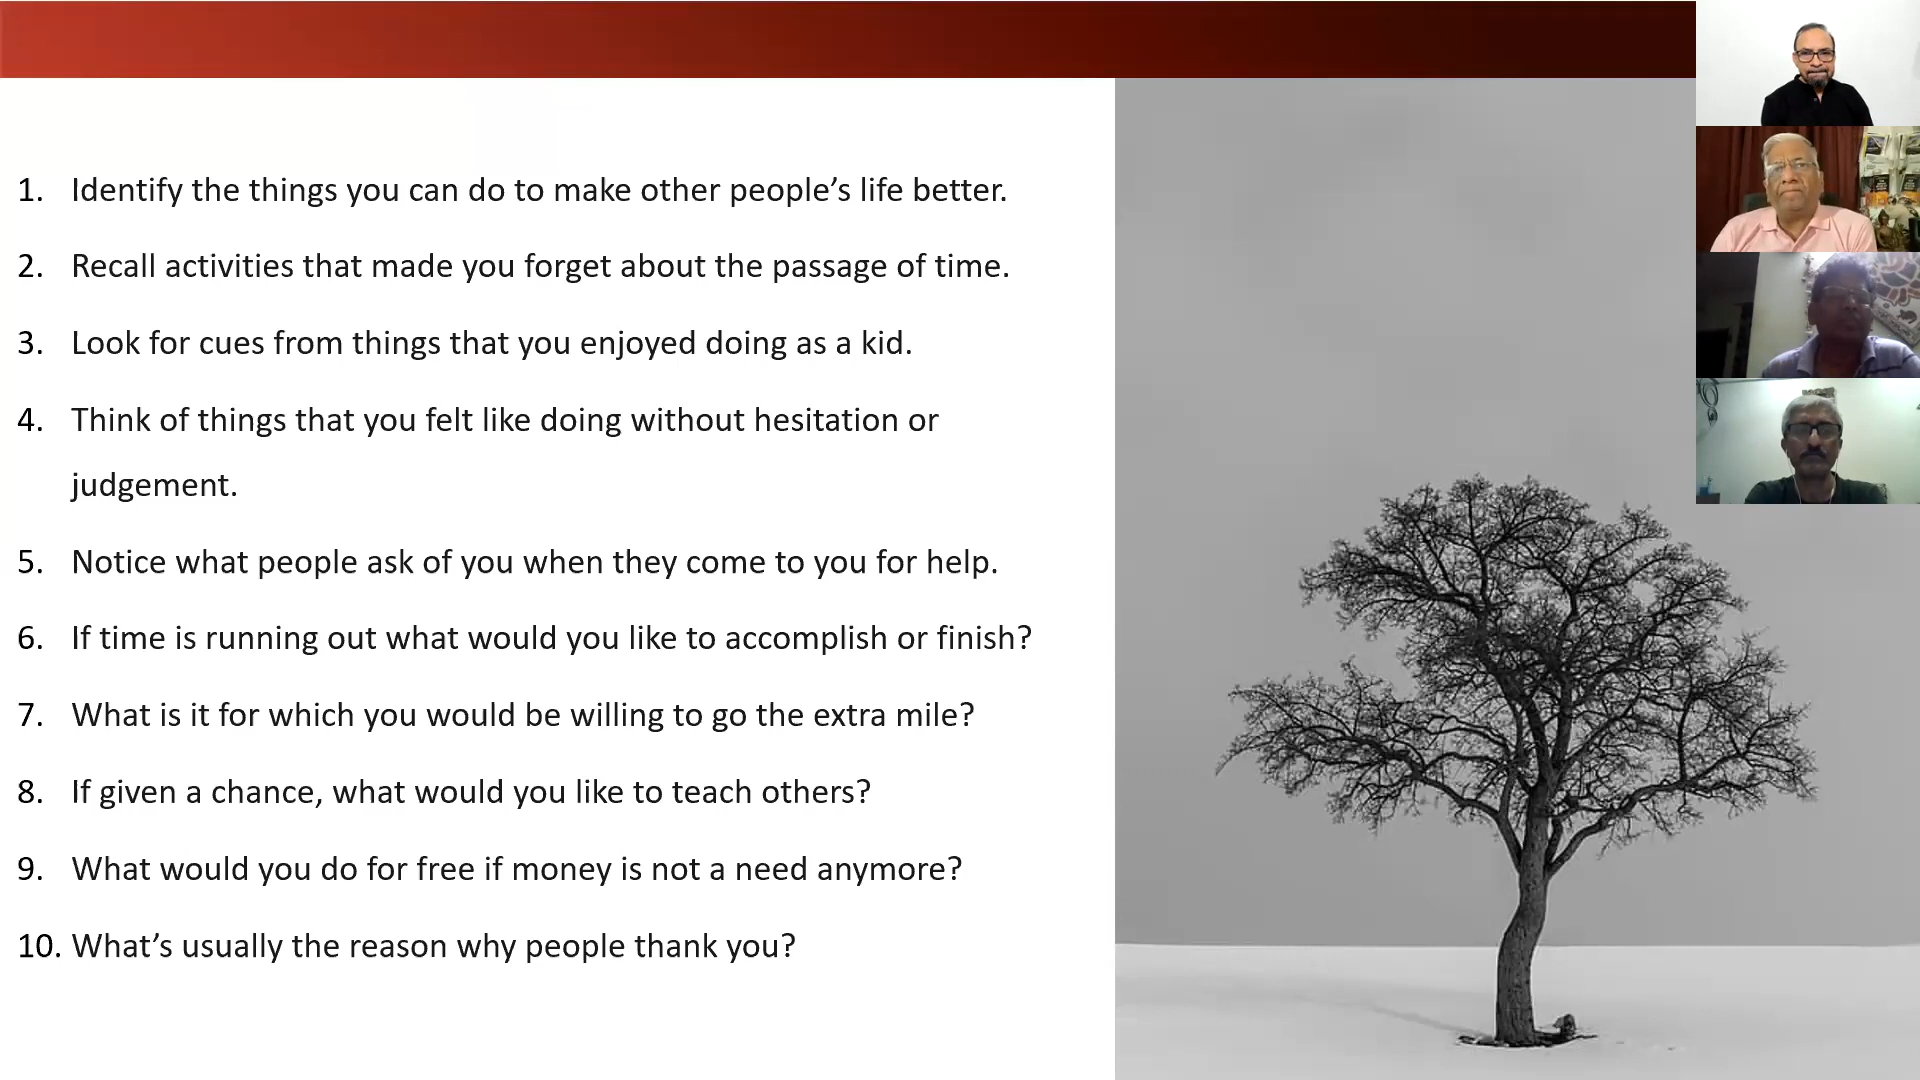 1. Identify the things you can do to make other people’s life better.
2. Recall activities that made you forget about the passage of time.
3. Look for cues from things that you enjoyed doing as a kid.
4. Think of things that you felt like doing without hesitation or
judgement.
5. Notice what people ask of you when they come to you for help.
6. If time is running out what would you like to accomplish or finish?
7. What is it for which you would be willing to go the extra mile?
8. If given a chance, what would you like to teach others?
9. What would you do for free if money is not a need anymore?
10. What’s usually the reason why people thank you?